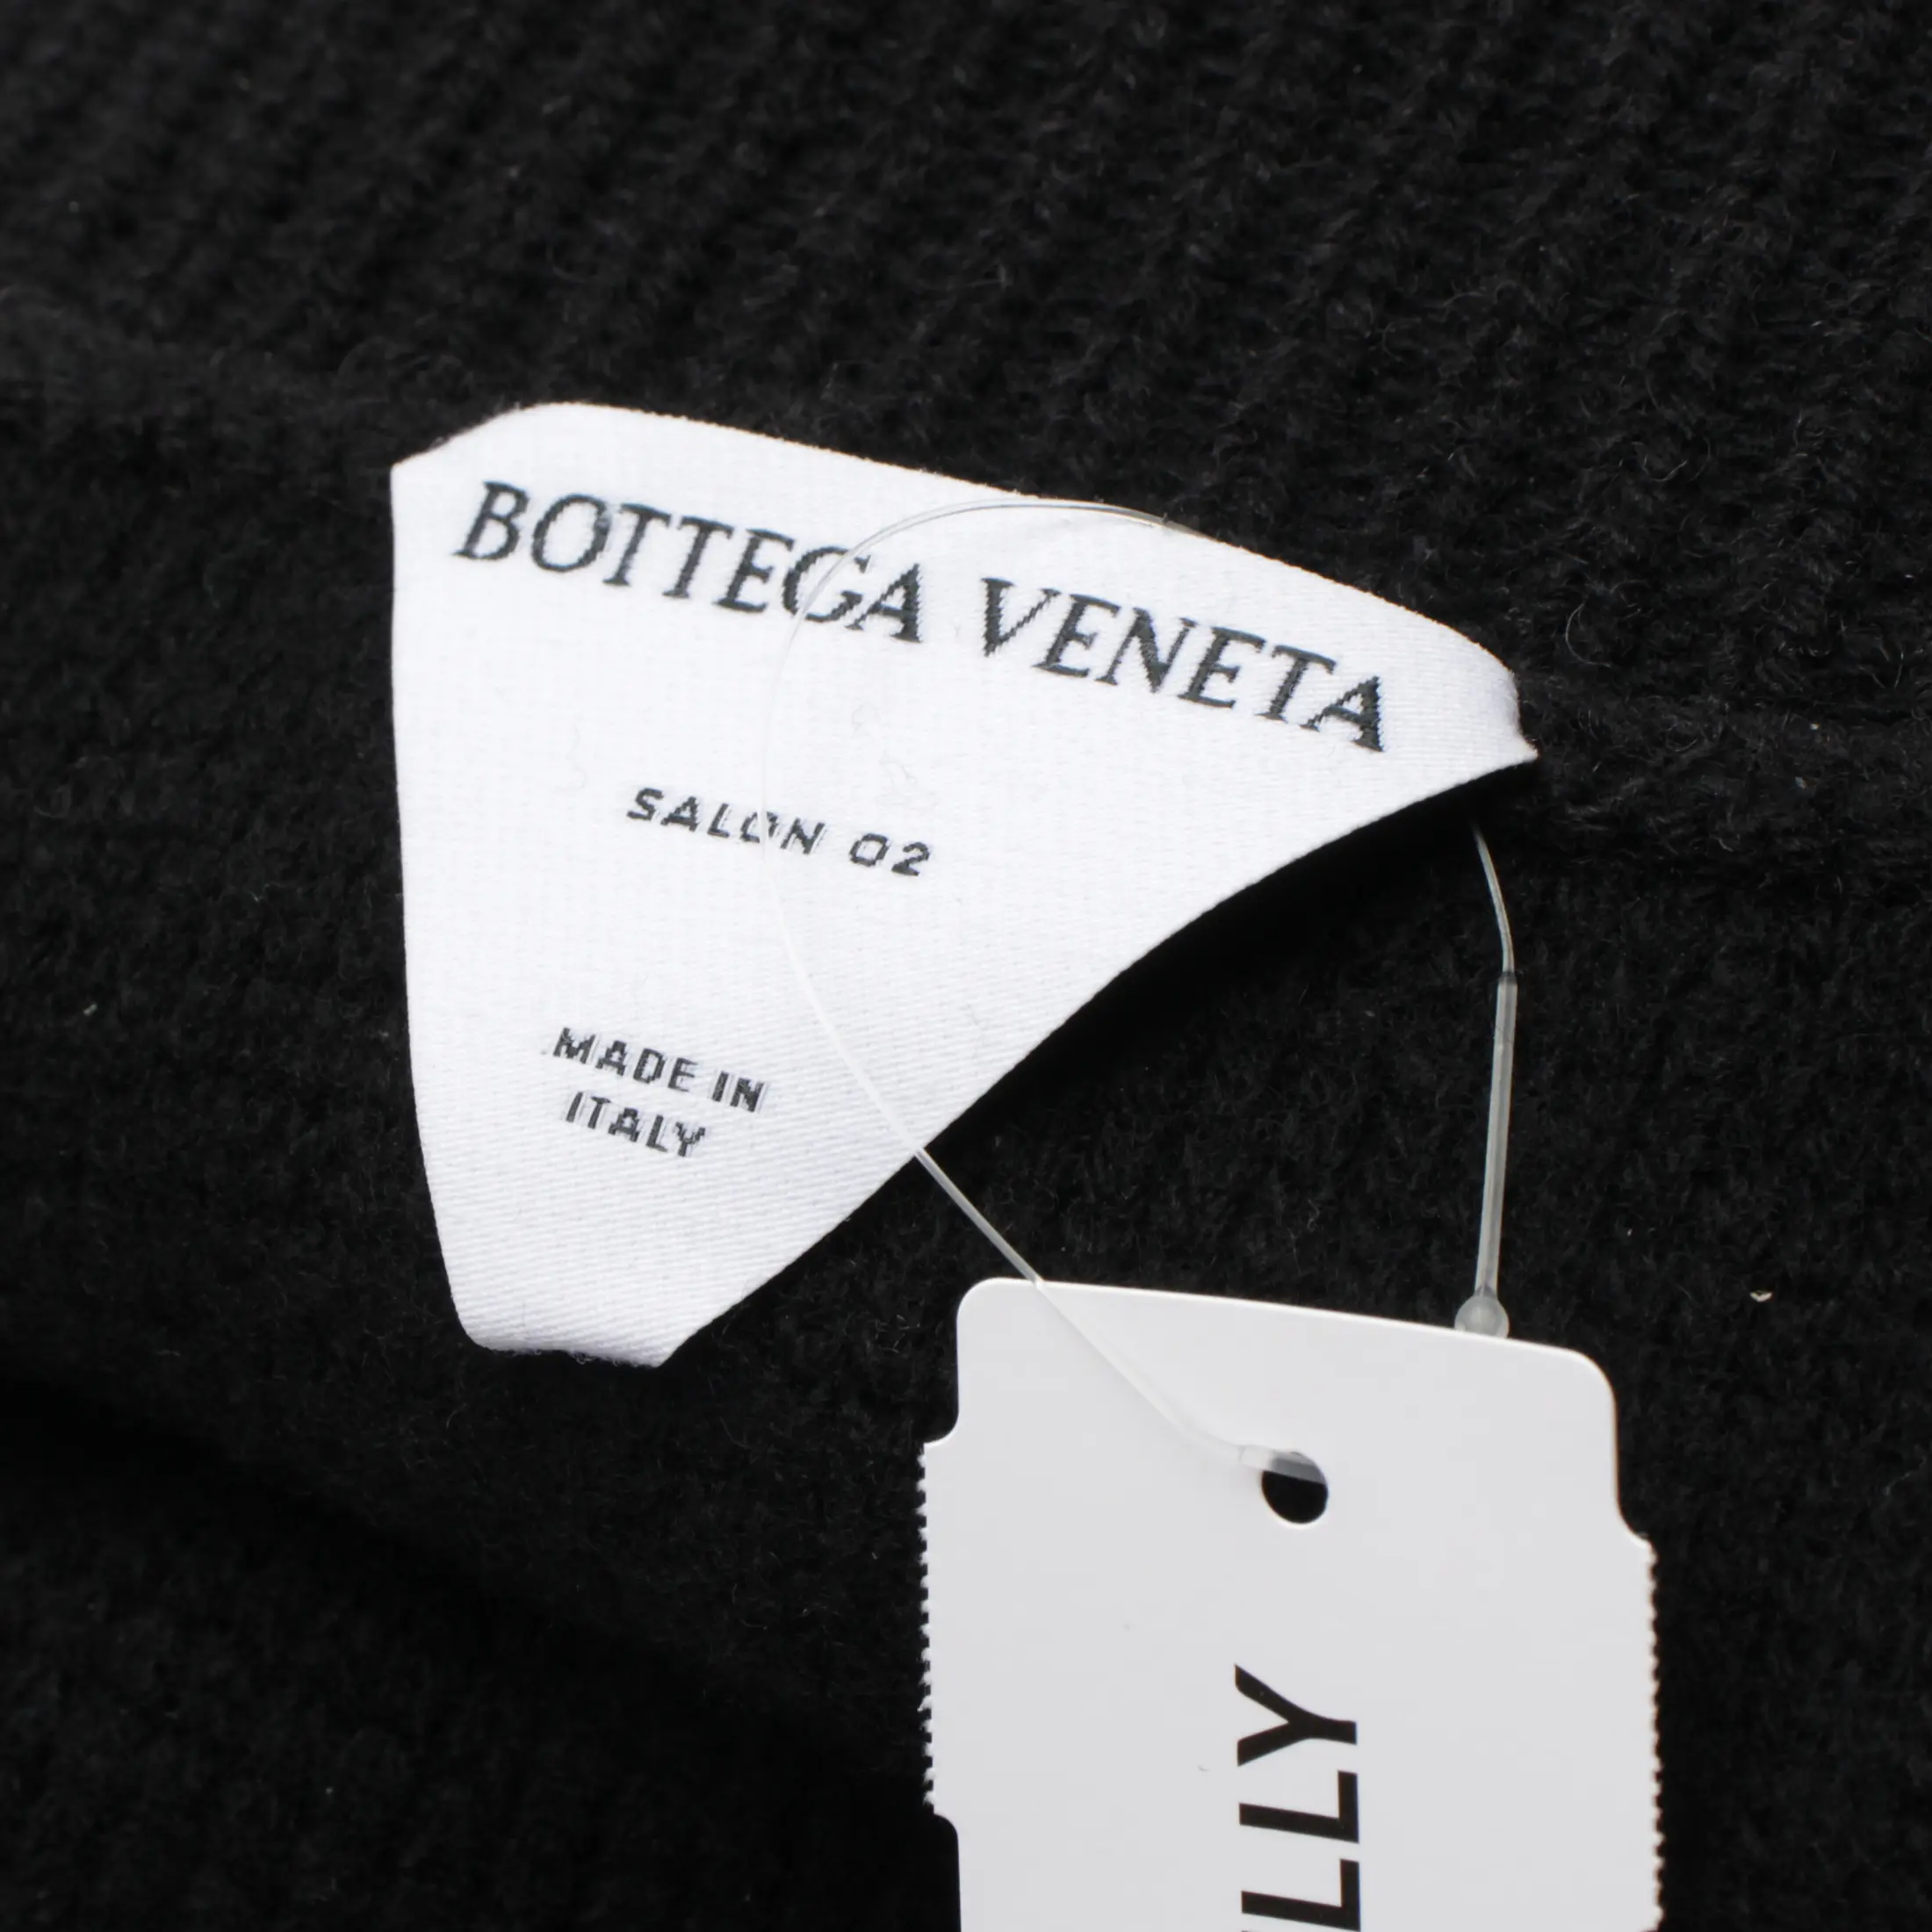 BOTTEGA VENETA
SALON 02
MADE IN
ITALY
LLY